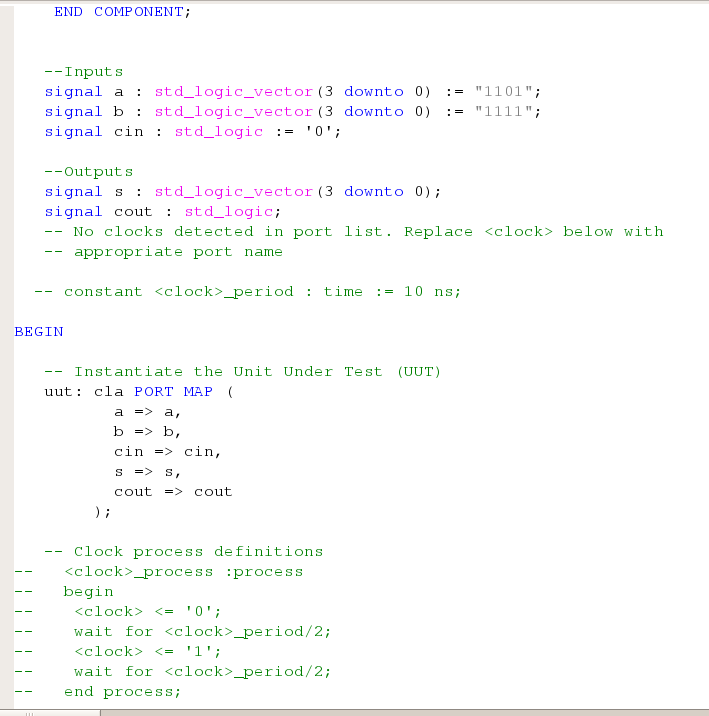 END COMPONENT;
--Inputs
signal a : std_logic_vector(3 downto 0) := "1101";
signal b : std_logic_vector(3 downto 0) := "1111";
signal cin : std_logic := '0';
--Outputs
signal s : std_logic_vector(3 downto 0);
signal cout : std_logic;
-- No clocks detected in port list. Replace <clock> below with
-- appropriate port name
-- constant <clock>_period : time := 10 ns;
BEGIN
-- Instantiate the Unit Under Test (UUT)
uut: cla PORT MAP (
a => a,
b => b,
cin => cin,
s => s,
cout => cout
);
-- Clock process definitions
--   <clock>_process :process
--   begin
--    <clock> <= '0';
--    wait for <clock>_period/2;
--    <clock> <= '1';
--    wait for <clock>_period/2;
--   end process;